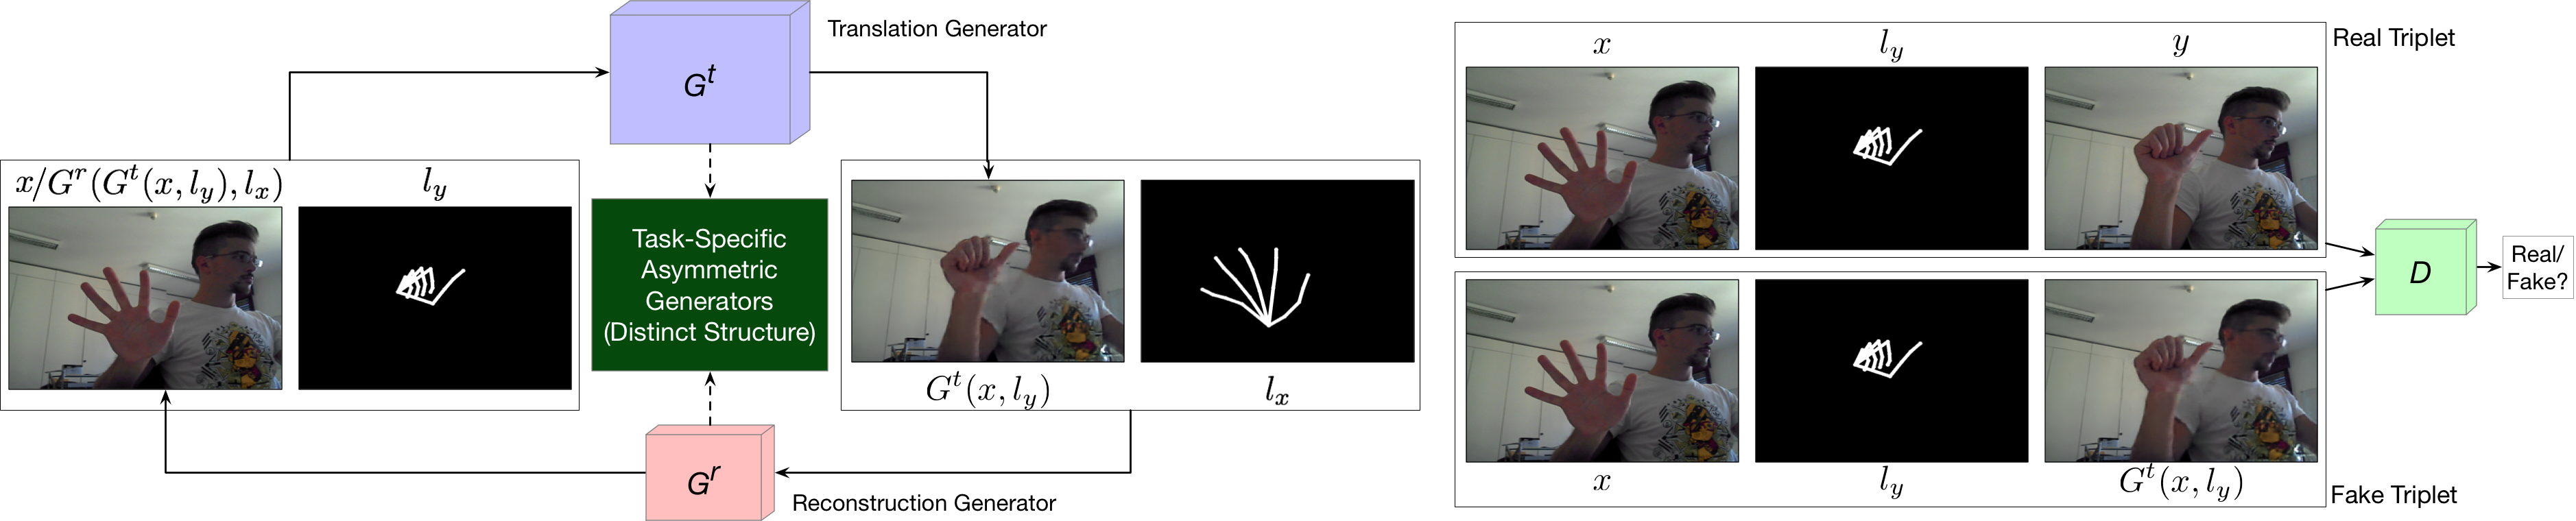 Translation Generator
G^t
x/G^r(G^t(x, l_y), l_x)
l_y
Task-Specific
Asymmetric
Generators
(Distinct Structure)
G^t(x, l_y)
l_x
G^r
Reconstruction Generator
x
l_y
y
Real Triplet
D
Real/
Fake?
x
l_y
G^t(x, l_y)
Fake Triplet